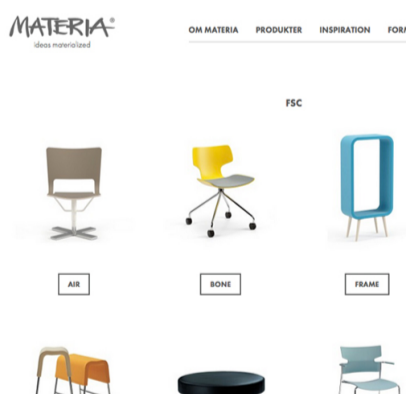 MATERIA®
ideas materialized
OM MATERIA PRODUKTER INSPIRATION
FSC
AIR BONE FRAME